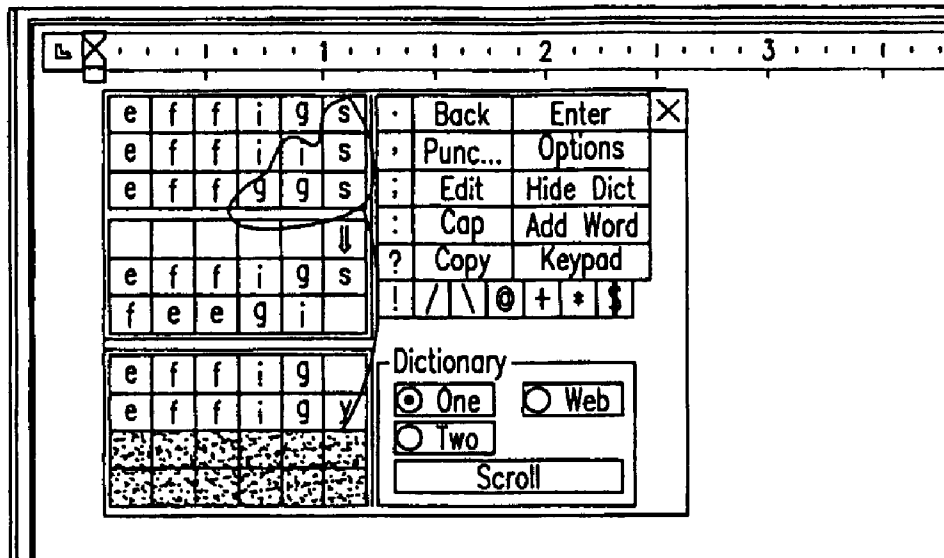 1 2 3
e f f i g s . Back Enter X
e f f i i s , Punc... Options
e f f g g s ; Edit Hide Dict
⇓ : Cap Add Word
e f f i g s ? Copy Keypad
f e e g i ! / \ @ + * $
e f f i g Dictionary
e f f i g y One Web
Two
Scroll